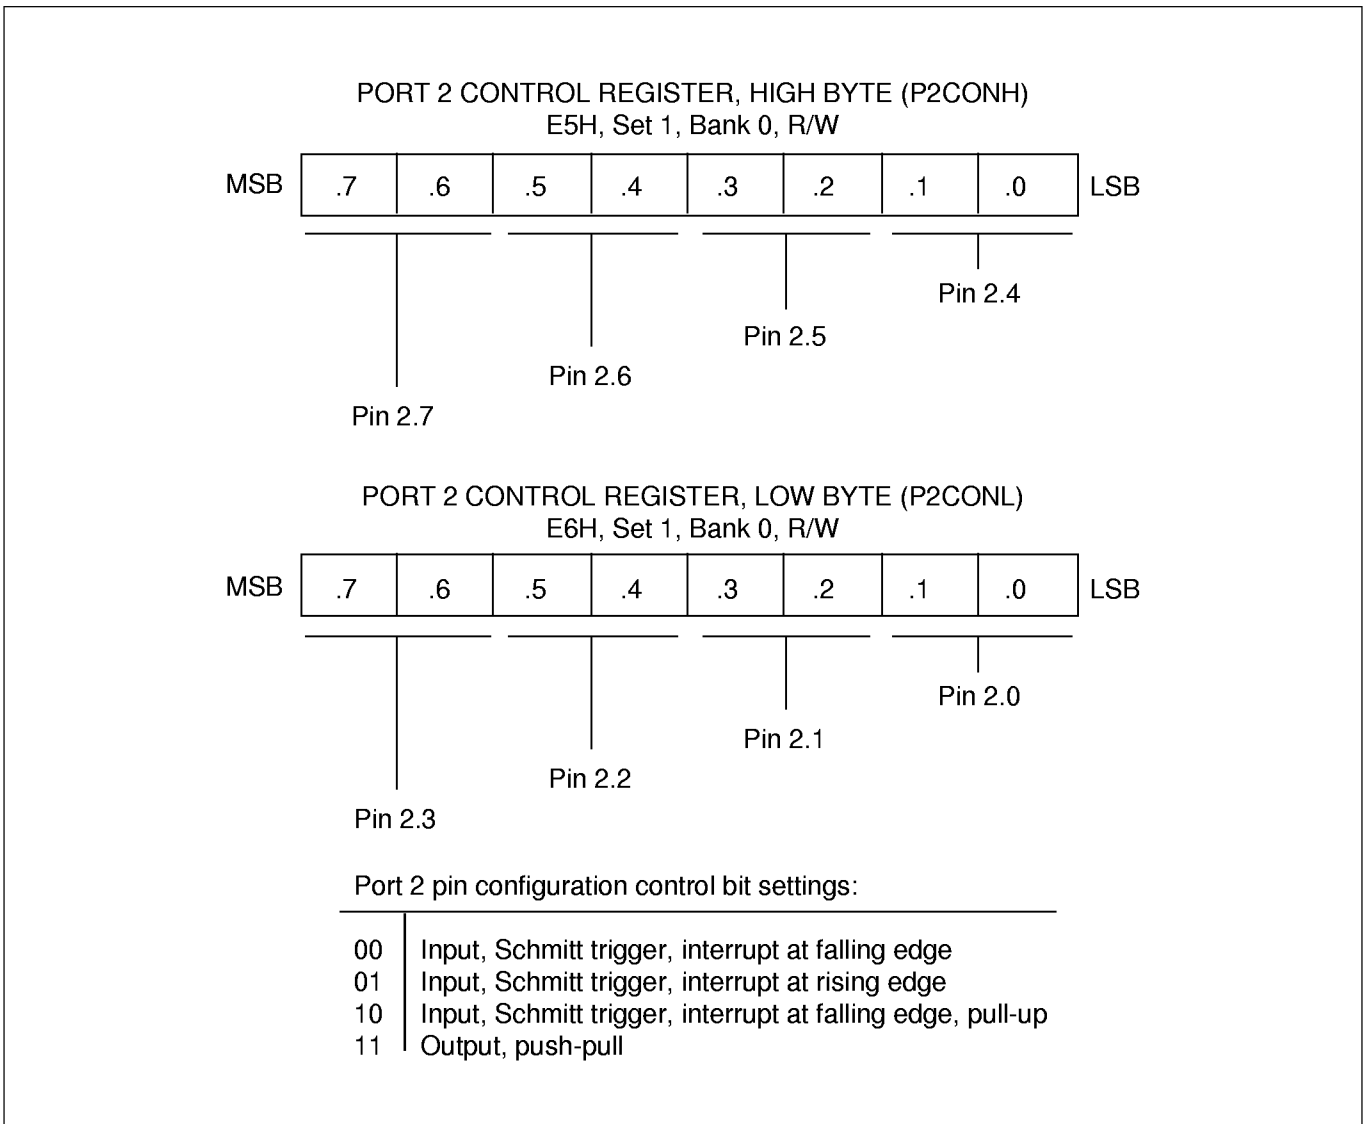 PORT 2 CONTROL REGISTER, HIGH BYTE (P2CONH)
E5H, Set 1, Bank 0, R/W
MSB .7 .6 .5 .4 .3 .2 .1 .0 LSB
Pin 2.4
Pin 2.5
Pin 2.6
Pin 2.7
PORT 2 CONTROL REGISTER, LOW BYTE (P2CONL)
E6H, Set 1, Bank 0, R/W
MSB .7 .6 .5 .4 .3 .2 .1 .0 LSB
Pin 2.0
Pin 2.1
Pin 2.2
Pin 2.3
Port 2 pin configuration control bit settings:
00 Input, Schmitt trigger, interrupt at falling edge
01 Input, Schmitt trigger, interrupt at rising edge
10 Input, Schmitt trigger, interrupt at falling edge, pull-up
11 Output, push-pull